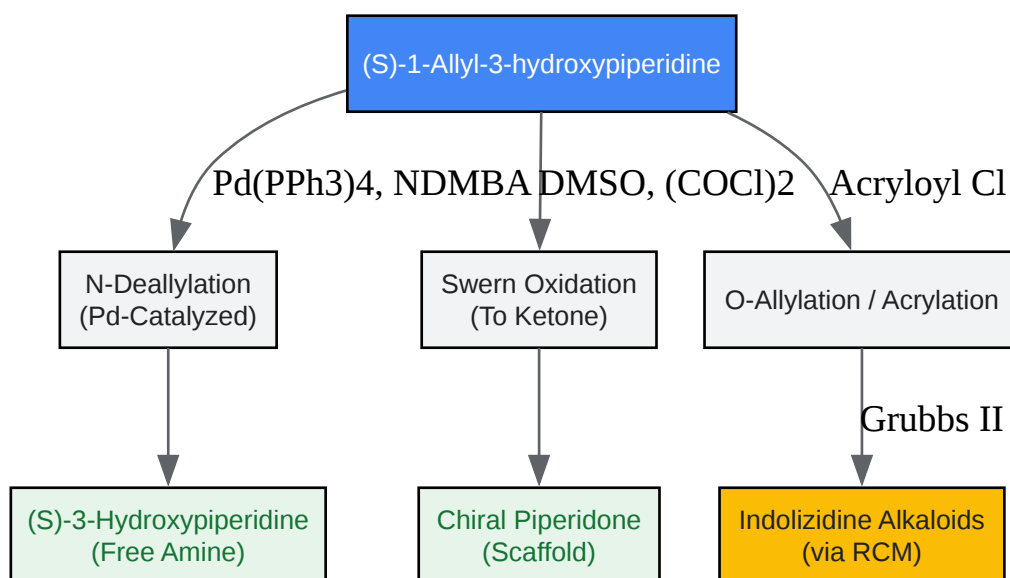 (S)-1-Allyl-3-hydroxypiperidine
Pd(PPh3)4, NDMBA
DMSO, (COCl)2
Acryloyl Cl
N-Deallylation
(Pd-Catalyzed)
Swern Oxidation
(To Ketone)
O-Allylation / Acrylation
Grubbs II
(S)-3-Hydroxypiperidine
(Free Amine)
Chiral Piperidone
(Scaffold)
Indolizidine Alkaloids
(via RCM)